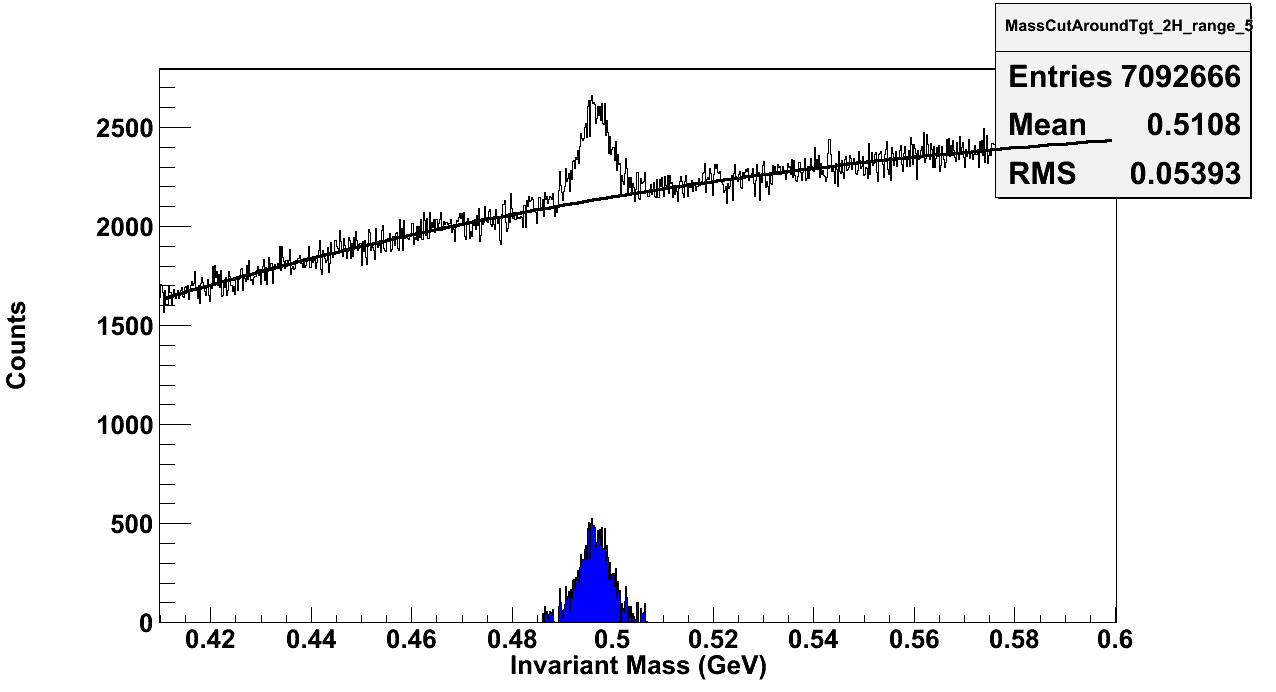 MassCutAroundTgt_2H_range_5
Entries 7092666
Mean 0.5108
RMS 0.05393
2500
2000
1500
1000
500
0
Counts
0.42 0.44 0.46 0.48 0.5 0.52 0.54 0.56 0.58 0.6
Invariant Mass (GeV)